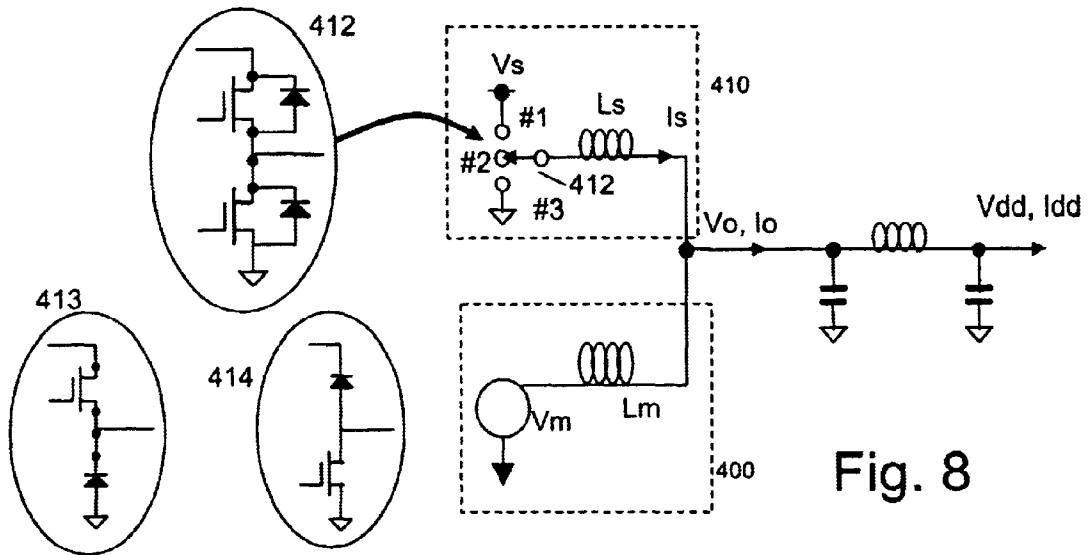 412
Vs
410
#1
Ls
Is
#2
412
#3
Vo, Io
Vdd, Idd
413
414
Vm
Lm
400
Fig. 8